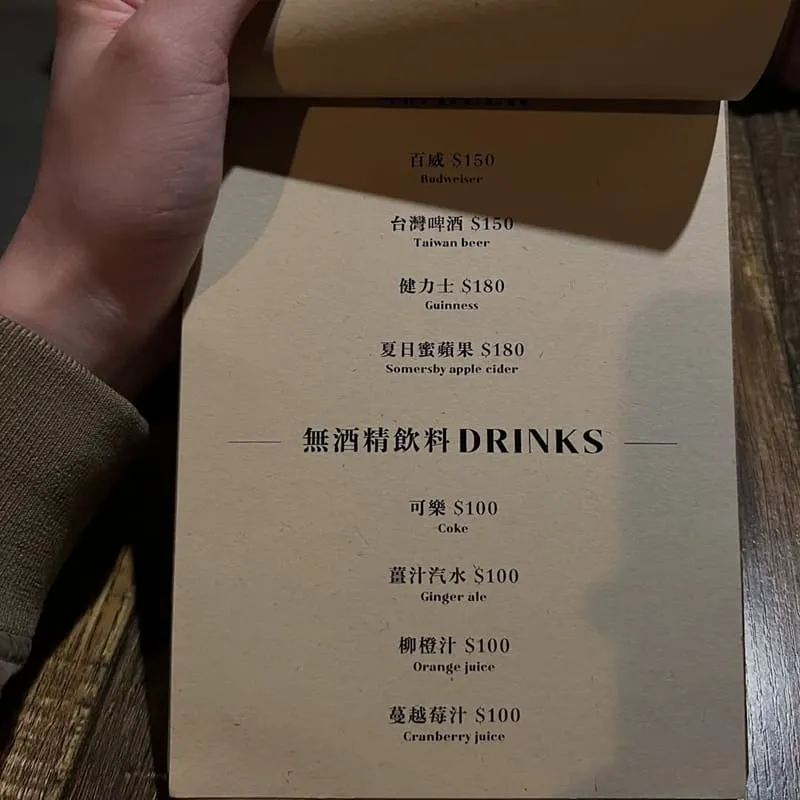 百威 $150
Budweiser
台灣啤酒 $150
Taiwan beer
健力士 $180
Guinness
夏日蜜蘋果 $180
Somersby apple cider
無酒精飲料 DRINKS
可樂 $100
Coke
薑汁汽水 $100
Ginger ale
柳橙汁 $100
Orange juice
蔓越莓汁 $100
Cranberry juice